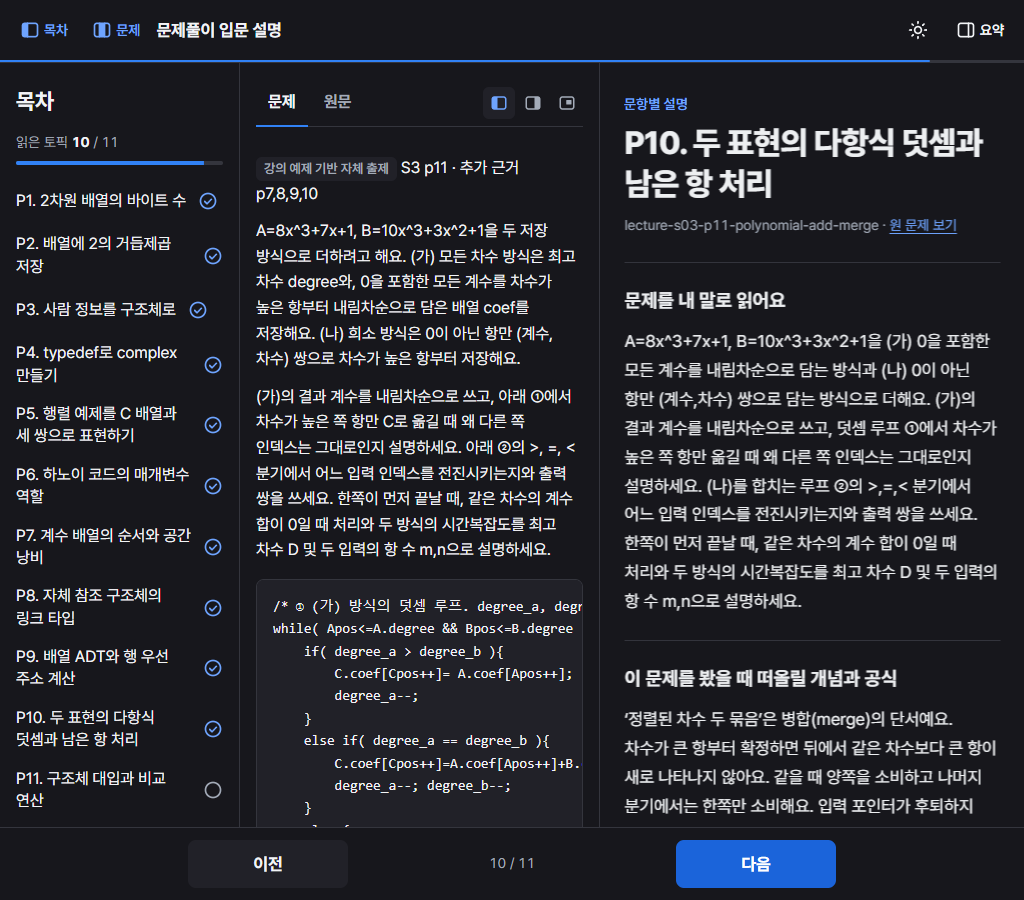 목차
문제
문제풀이 입문 설명
요약
목차
읽은 토픽 10 / 11
P1. 2차원 배열의 바이트 수
P2. 배열에 2의 거듭제곱
저장
P3. 사람 정보를 구조체로
P4. typedef로 complex
만들기
P5. 행렬 예제를 C 배열과
세 쌍으로 표현하기
P6. 하노이 코드의 매개변수
역할
P7. 계수 배열의 순서와 공간
낭비
P8. 자체 참조 구조체의
링크 타입
P9. 배열 ADT와 행 우선
주소 계산
P10. 두 표현의 다항식
덧셈과 남은 항 처리
P11. 구조체 대입과 비교
연산
문제
원문
강의 예제 기반 자체 출제 S3 p11 · 추가 근거
p7,8,9,10
A=8x^3+7x+1, B=10x^3+3x^2+1을 두 저장
방식으로 더하려고 해요. (가) 모든 차수 방식은 최고
차수 degree와, 0을 포함한 모든 계수를 차수가
높은 항부터 내림차순으로 담은 배열 coef를
저장해요. (나) 희소 방식은 0이 아닌 항만 (계수,
차수) 쌍으로 차수가 높은 항부터 저장해요.
(가)의 결과 계수를 내림차순으로 쓰고, 아래 ①에서
차수가 높은 쪽 항만 C로 옮길 때 왜 다른 쪽
인덱스는 그대로인지 설명하세요. 아래 ②의 >, =, <
분기에서 어느 입력 인덱스를 전진시키는지와 출력
쌍을 쓰세요. 한쪽이 먼저 끝날 때, 같은 차수의 계수
합이 0일 때 처리와 두 방식의 시간복잡도를 최고
차수 D 및 두 입력의 항 수 m,n으로 설명하세요.
/* ① (가) 방식의 덧셈 루프. degree_a, degr
while( Apos<=A.degree && Bpos<=B.degree
if( degree_a > degree_b ){
C.coef[Cpos++]= A.coef[Apos++];
degree_a--;
}
else if( degree_a == degree_b ){
C.coef[Cpos++]=A.coef[Apos++]+B.
degree_a--; degree_b--;
}
문항별 설명
P10. 두 표현의 다항식 덧셈과
남은 항 처리
lecture-s03-p11-polynomial-add-merge · 원 문제 보기
문제를 내 말로 읽어요
A=8x^3+7x+1, B=10x^3+3x^2+1을 (가) 0을 포함한
모든 계수를 내림차순으로 담는 방식과 (나) 0이 아닌
항만 (계수,차수) 쌍으로 담는 방식으로 더해요. (가)의
결과 계수를 내림차순으로 쓰고, 덧셈 루프 ①에서 차수가
높은 항만 옮길 때 왜 다른 쪽 인덱스는 그대로인지
설명하세요. (나)를 합치는 루프 ②의 >,=,< 분기에서
어느 입력 인덱스를 전진시키는지와 출력 쌍을 쓰세요.
한쪽이 먼저 끝날 때, 같은 차수의 계수 합이 0일 때
처리와 두 방식의 시간복잡도를 최고 차수 D 및 두 입력의
항 수 m,n으로 설명하세요.
이 문제를 봤을 때 떠올릴 개념과 공식
‘정렬된 차수 두 묶음’은 병합(merge)의 단서예요.
차수가 큰 항부터 확정하면 뒤에서 같은 차수보다 큰 항이
새로 나타나지 않아요. 같을 때 양쪽을 소비하고 나머지
분기에서는 한쪽만 소비해요. 입력 포인터가 후퇴하지
이전
10 / 11
다음